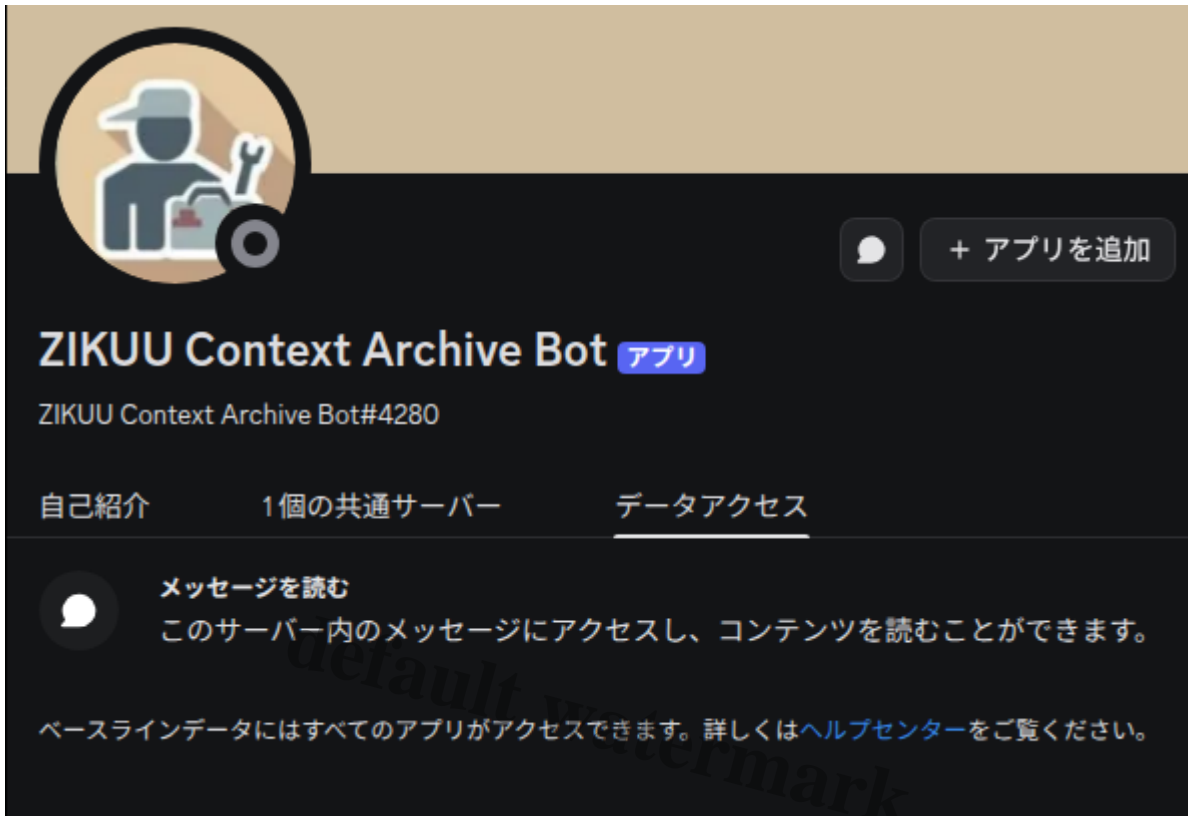 + アプリを追加
ZIKUU Context Archive Bot アプリ
ZIKUU Context Archive Bot#4280
自己紹介 1個の共通サーバー データアクセス
メッセージを読む
このサーバー内のメッセージにアクセスし、コンテンツを読むことができます。
ベースラインデータにはすべてのアプリがアクセスできます。詳しくはヘルプセンターをご覧ください。
default watermark